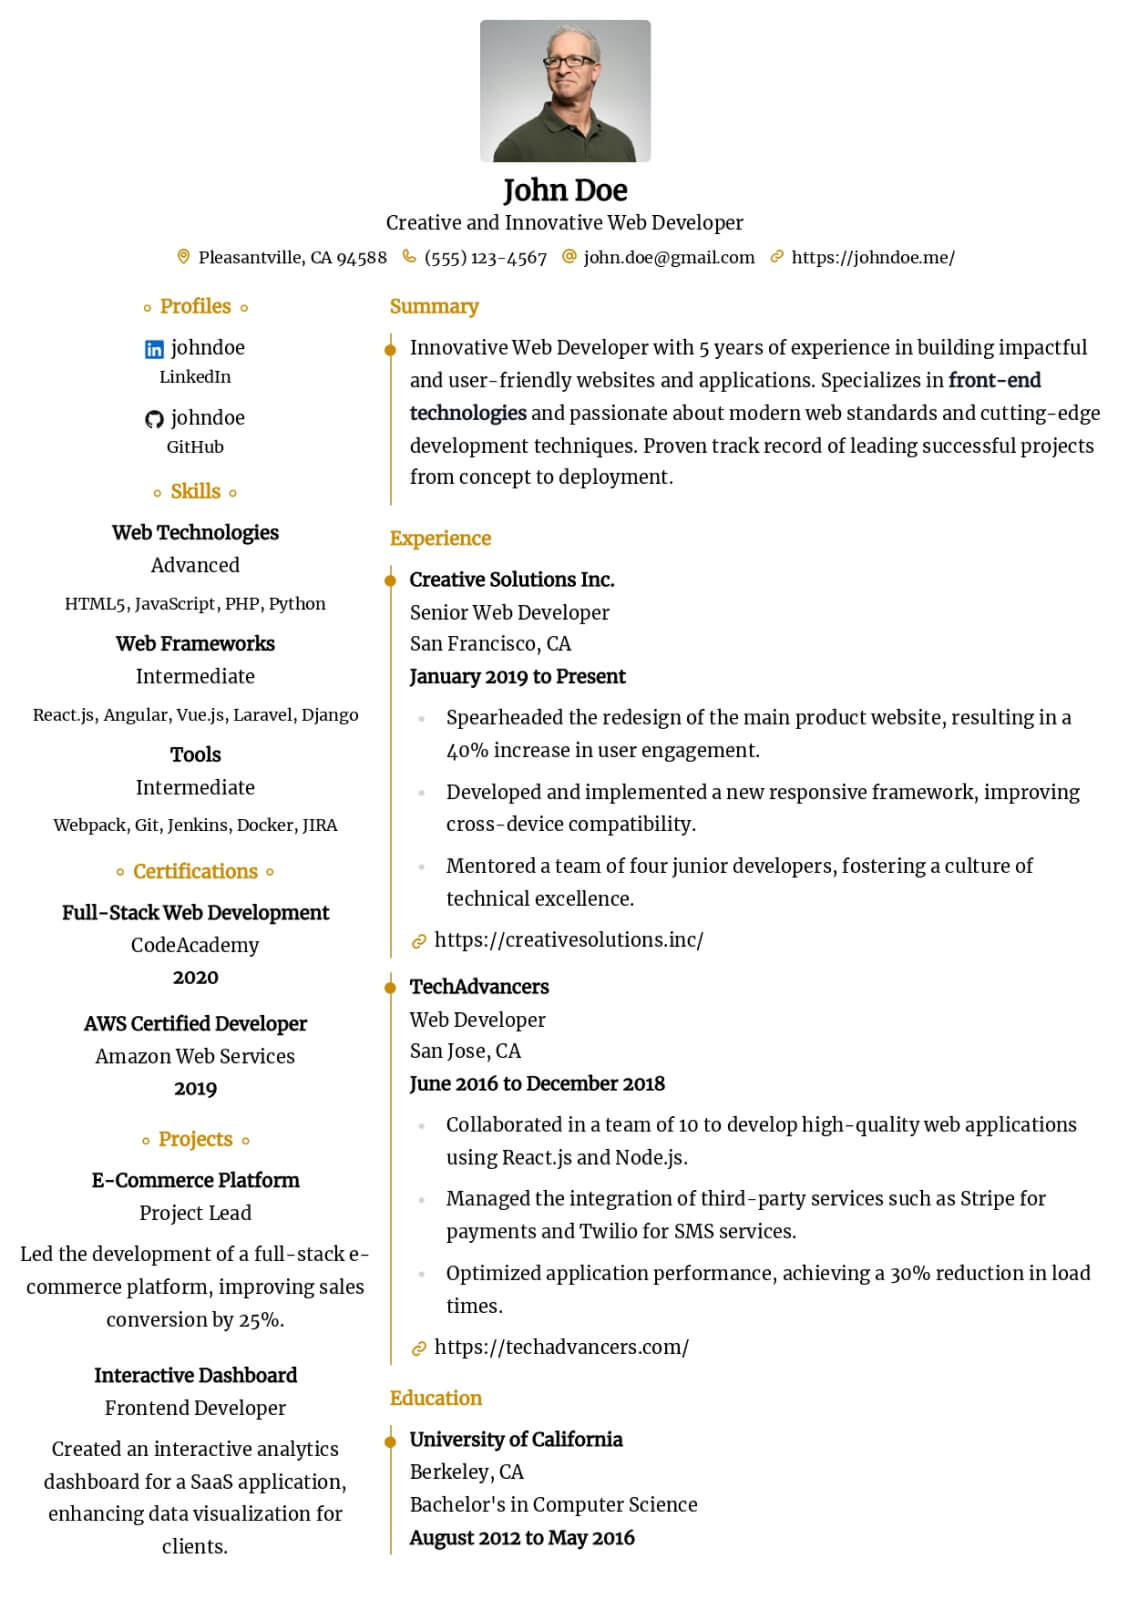 John Doe
Creative and Innovative Web Developer
Pleasantville, CA 94588 (555) 123-4567 john.doe@gmail.com https://johndoe.me/
Profiles
johndoe
LinkedIn
johndoe
GitHub
Skills
Web Technologies
Advanced
HTML5, JavaScript, PHP, Python
Web Frameworks
Intermediate
React.js, Angular, Vue.js, Laravel, Django
Tools
Intermediate
Webpack, Git, Jenkins, Docker, JIRA
Certifications
Full-Stack Web Development
CodeAcademy
2020
AWS Certified Developer
Amazon Web Services
2019
Projects
E-Commerce Platform
Project Lead
Led the development of a full-stack e-
commerce platform, improving sales
conversion by 25%.
Interactive Dashboard
Frontend Developer
Created an interactive analytics
dashboard for a SaaS application,
enhancing data visualization for
clients.
Summary
Innovative Web Developer with 5 years of experience in building impactful
and user-friendly websites and applications. Specializes in front-end
technologies and passionate about modern web standards and cutting-edge
development techniques. Proven track record of leading successful projects
from concept to deployment.
Experience
Creative Solutions Inc.
Senior Web Developer
San Francisco, CA
January 2019 to Present
Spearheaded the redesign of the main product website, resulting in a
40% increase in user engagement.
Developed and implemented a new responsive framework, improving
cross-device compatibility.
Mentored a team of four junior developers, fostering a culture of
technical excellence.
https://creativesolutions.inc/
TechAdvancers
Web Developer
San Jose, CA
June 2016 to December 2018
Collaborated in a team of 10 to develop high-quality web applications
using React.js and Node.js.
Managed the integration of third-party services such as Stripe for
payments and Twilio for SMS services.
Optimized application performance, achieving a 30% reduction in load
times.
https://techadvancers.com/
Education
University of California
Berkeley, CA
Bachelor's in Computer Science
August 2012 to May 2016